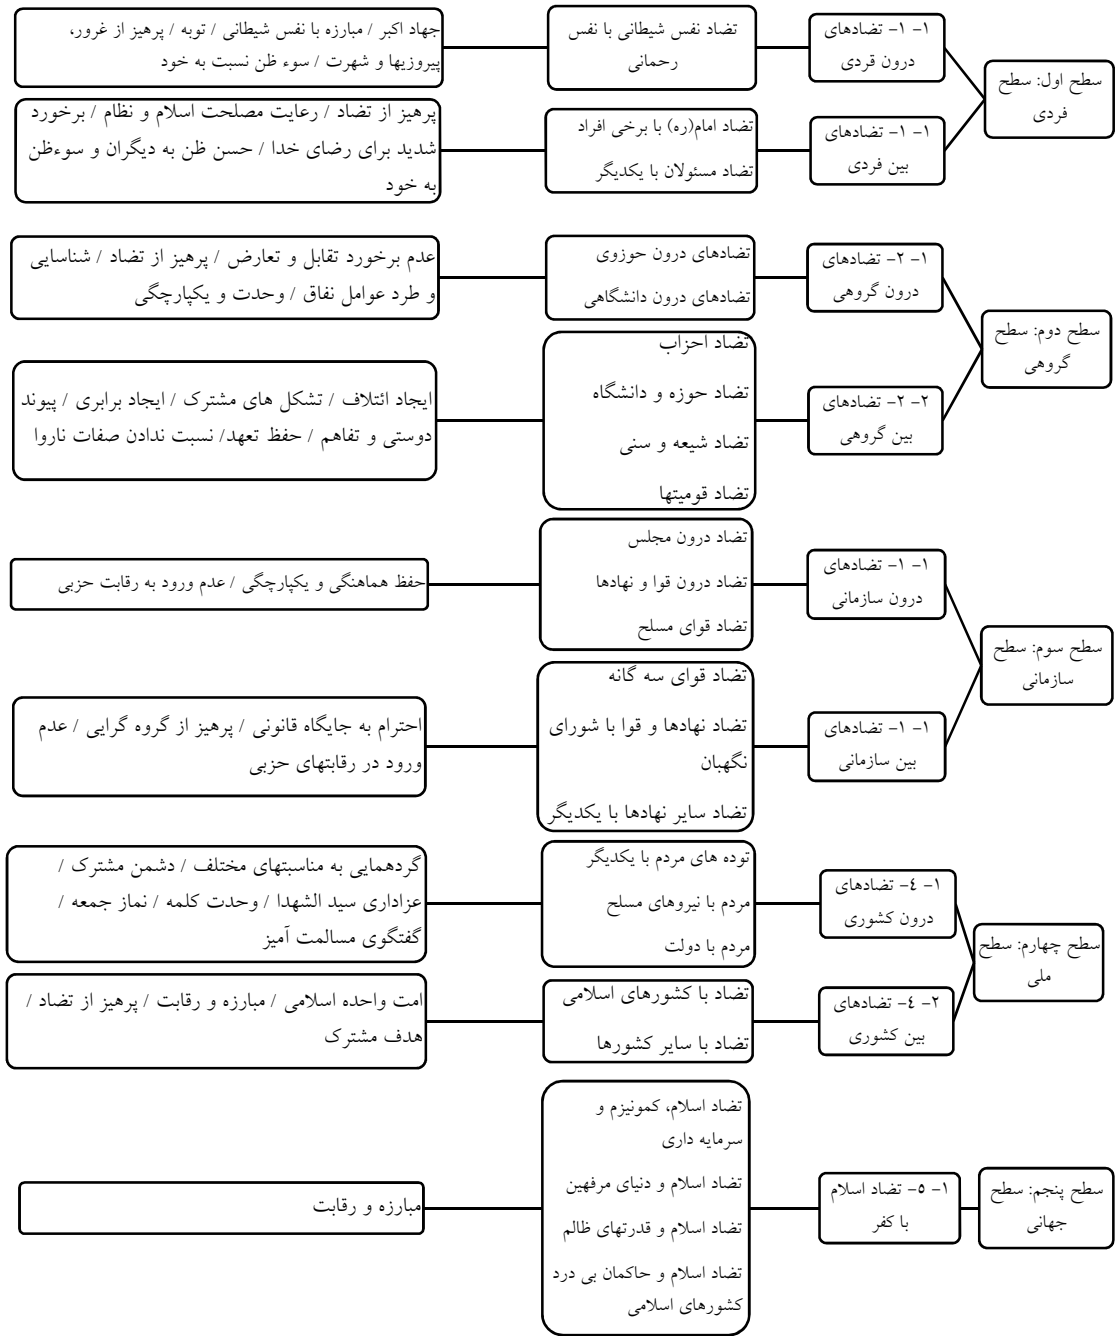 سطح اول: سطح
فردی
۱- ۱- تضادهای
درون قردی
تضاد نفس شیطانی با نفس
رحمانی
جهاد اکبر / مبارزه با نفس شیطانی / توبه / پرهیز از غرور،
پیروزیها و شهرت / سوء ظن نسبت به خود
۱- ۱- تضادهای
بین فردی
تضاد امام(ره) با برخی افراد
تضاد مسئولان با یکدیگر
پرهیز از تضاد / رعایت مصلحت اسلام و نظام / برخورد
شدید برای رضای خدا / حسن ظن به دیگران و سوءظن
به خود
سطح دوم: سطح
گروهی
۱- ۲- تضادهای
درون گروهی
تضادهای درون حوزوی
تضادهای درون دانشگاهی
عدم برخورد تقابل و تعارض / پرهیز از تضاد / شناسایی
و طرد عوامل نفاق / وحدت و یکپارچگی
۲- ۲- تضادهای
بین گروهی
تضاد احزاب
تضاد حوزه و دانشگاه
تضاد شیعه و سنی
تضاد قومیتها
ایجاد ائتلاف / تشکل های مشترک / ایجاد برابری / پیوند
دوستی و تفاهم / حفظ تعهد/ نسبت ندادن صفات ناروا
سطح سوم: سطح
سازمانی
۱- ۱- تضادهای
درون سازمانی
تضاد درون مجلس
تضاد درون قوا و نهادها
تضاد قوای مسلح
حفظ هماهنگی و یکپارچگی / عدم ورود به رقابت حزبی
۱- ۱- تضادهای
بین سازمانی
تضاد قوای سه گانه
تضاد نهادها و قوا با شورای
نگهبان
تضاد سایر نهادها با یکدیگر
احترام به جایگاه قانونی / پرهیز از گروه گرایی / عدم
ورود در رقابتهای حزبی
سطح چهارم: سطح
ملی
۱- ٤- تضادهای
درون کشوری
توده های مردم با یکدیگر
مردم با نیروهای مسلح
مردم با دولت
گردهمایی به مناسبتهای مختلف / دشمن مشترک /
عزاداری سید الشهدا / وحدت کلمه / نماز جمعه /
گفتگوی مسالمت آمیز
۲- ٤- تضادهای
بین کشوری
تضاد با کشورهای اسلامی
تضاد با سایر کشورها
امت واحده اسلامی / مبارزه و رقابت / پرهیز از تضاد /
هدف مشترک
سطح پنجم: سطح
جهانی
۱- ٥- تضاد اسلام
با کفر
تضاد اسلام، کمونیزم و
سرمایه داری
تضاد اسلام و دنیای مرفهین
تضاد اسلام و قدرتهای ظالم
تضاد اسلام و حاکمان بی درد
کشورهای اسلامی
مبارزه و رقابت